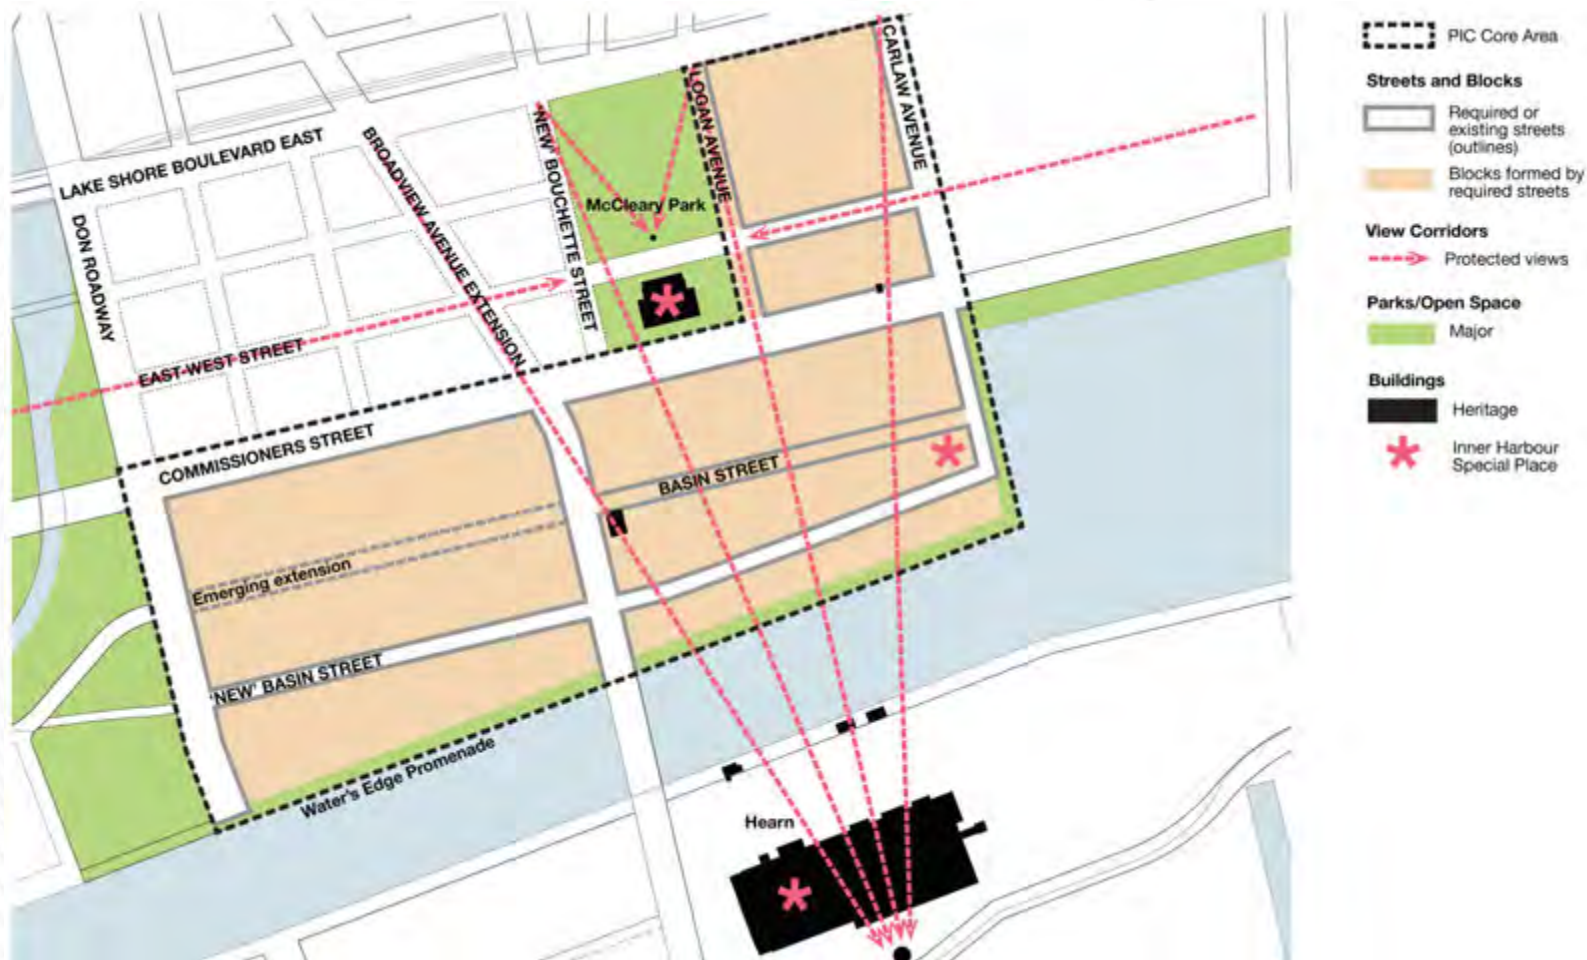 LAKE SHORE BOULEVARD EAST
DON ROADWAY
BROADVIEW AVENUE EXTENSION
'NEW' BOUCHETTE STREET
LOGAN AVENUE
CARLAW AVENUE
McCleary Park
EAST-WEST STREET
COMMISSIONERS STREET
BASIN STREET
Emerging extension
'NEW' BASIN STREET
Water's Edge Promenade
Hearn
PIC Core Area
Streets and Blocks
Required or
existing streets
(outlines)
Blocks formed by
required streets
View Corridors
Protected views
Parks/Open Space
Major
Buildings
Heritage
Inner Harbour
Special Place